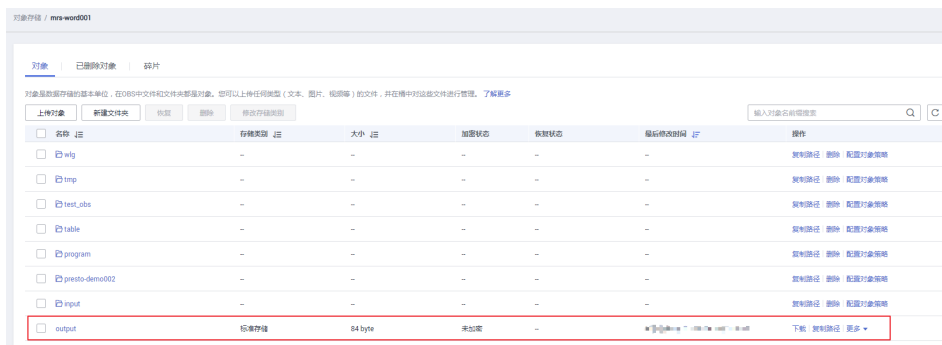 对象存储 / mrs-word001
对象 已删除对象 碎片
对象是数据存储的基本单位，在OBS中文件和文件夹都是对象。您可以上传任何类型（文本、图片、视频等）的文件，并在桶中对这些文件进行管理。 了解更多
上传对象 新建文件夹 恢复 删除 修改存储类别 输入对象名前缀搜索
名称 存储类别 大小 加密状态 恢复状态 最后修改时间 操作
wlg -- -- -- -- -- 复制路径 删除 配置对象策略
tmp -- -- -- -- -- 复制路径 删除 配置对象策略
test_obs -- -- -- -- -- 复制路径 删除 配置对象策略
table -- -- -- -- -- 复制路径 删除 配置对象策略
program -- -- -- -- -- 复制路径 删除 配置对象策略
presto-demo002 -- -- -- -- -- 复制路径 删除 配置对象策略
input -- -- -- -- -- 复制路径 删除 配置对象策略
output 标准存储 84 byte 未加密 -- 下载 复制路径 更多